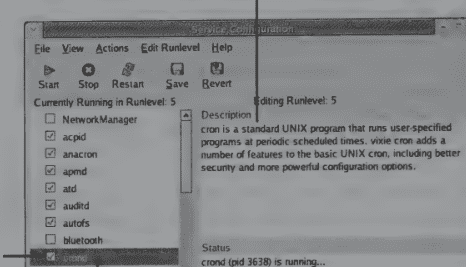 Service Configuration
File View Actions Edit Runlevel Help
Start Stop Restart Save Revert
Currently Running in Runlevel: 5
Editing Runlevel: 5
NetworkManager
acpid
anacron
apmd
atd
auditd
autofs
bluetooth
crond
Description
cron is a standard UNIX program that runs user-specified
programs at periodic scheduled times. vixie cron adds a
number of features to the basic UNIX cron, including better
security and more powerful configuration options.
Status
crond (pid 3638) is running...